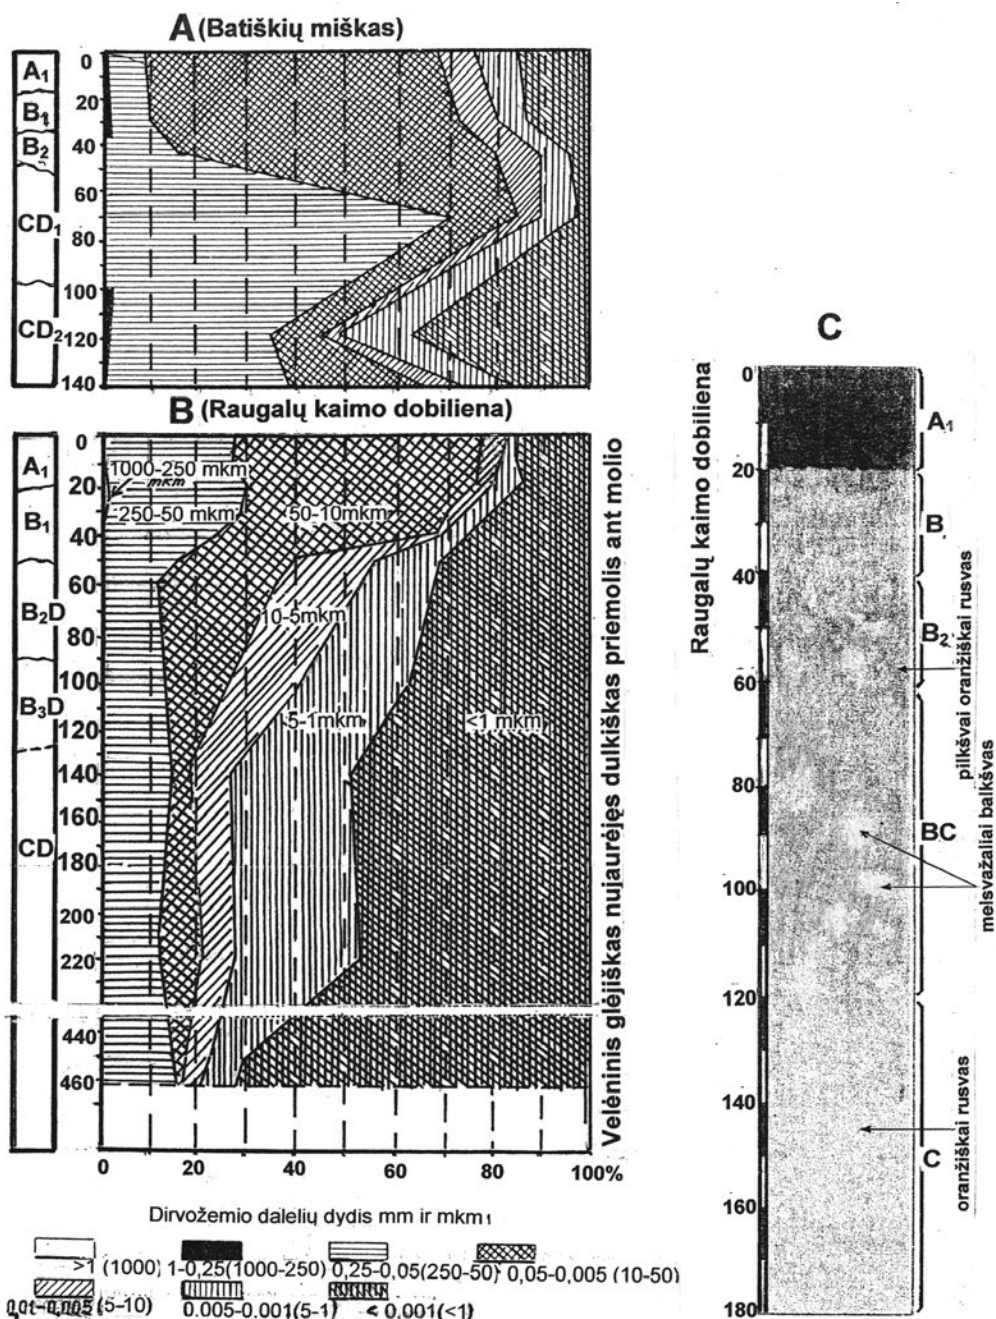 A (Batiškių miškas)
A1
B1
B2
CD1
CD2
0
20
40
60
80
100
120
140
B (Raugalų kaimo dobiliena)
A1
B1
B2D
B3D
CD
0
20
60
80
100
120
140
160
180
200
220
440
460
1000-250 mkm
mkm
250-50 mkm
50-10mkm
10-5mkm
5-1mkm
<1 mkm
0 20 40 60 80 100%
Velėninis glėjiškas nujaurėjęs dulkiškas priemolis ant molio
Dirvožemio dalelių dydis mm ir mkm
>1 (1000) 1-0,25(1000-250) 0,25-0,05(250-50) 0,05-0,005 (10-50)
0,01-0,005 (5-10) 0.005-0.001(5-1) < 0,001(<1)
C
Raugalų kaimo dobiliena
0
20
40
60
80
100
120
140
160
180
A1
B
B2
BC
C
pilkšvai oranžiškai rusvas
melsvažaliai balkšvas
oranžiškai rusvas